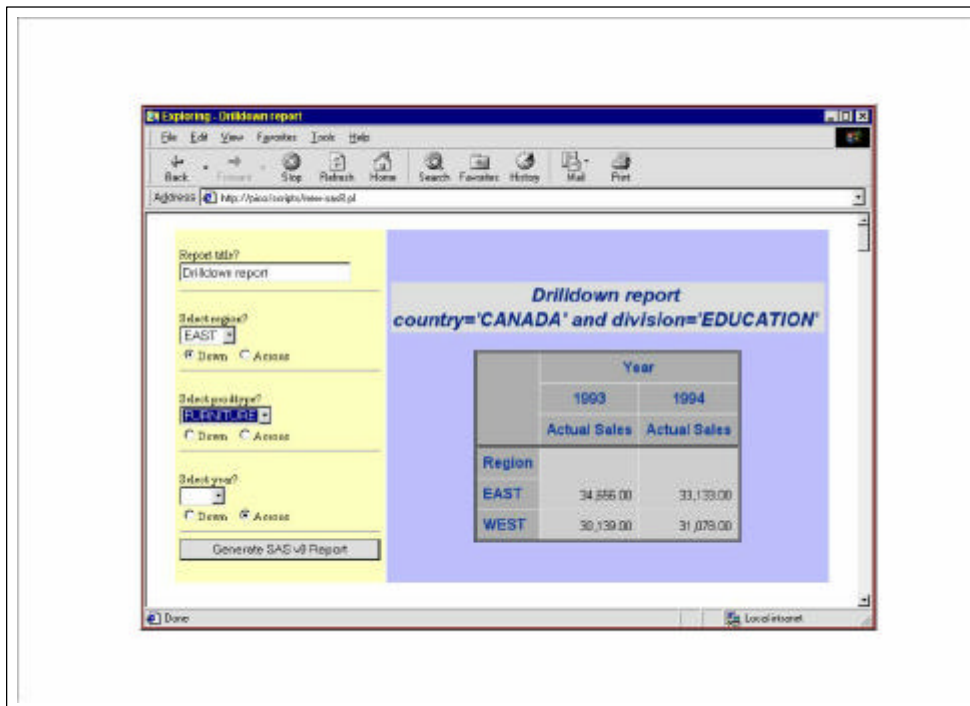 Exploring - Drilldown report
File Edit View Favorites Tools Help
Back Forward Stop Refresh Home Search Favorites History Mail Print
Address http://pico/scripts/new-sas8.pl
Report title?
Drilldown report
Select region?
EAST
Down Across
Select prodtype?
FURNITURE
Down Across
Select year?
Down Across
Generate SAS v8 Report
Drilldown report
country='CANADA' and division='EDUCATION'
Year
1993 1994
Actual Sales Actual Sales
Region
EAST 33,133.00
WEST 30,139.00 31,078.00
Done Local intranet